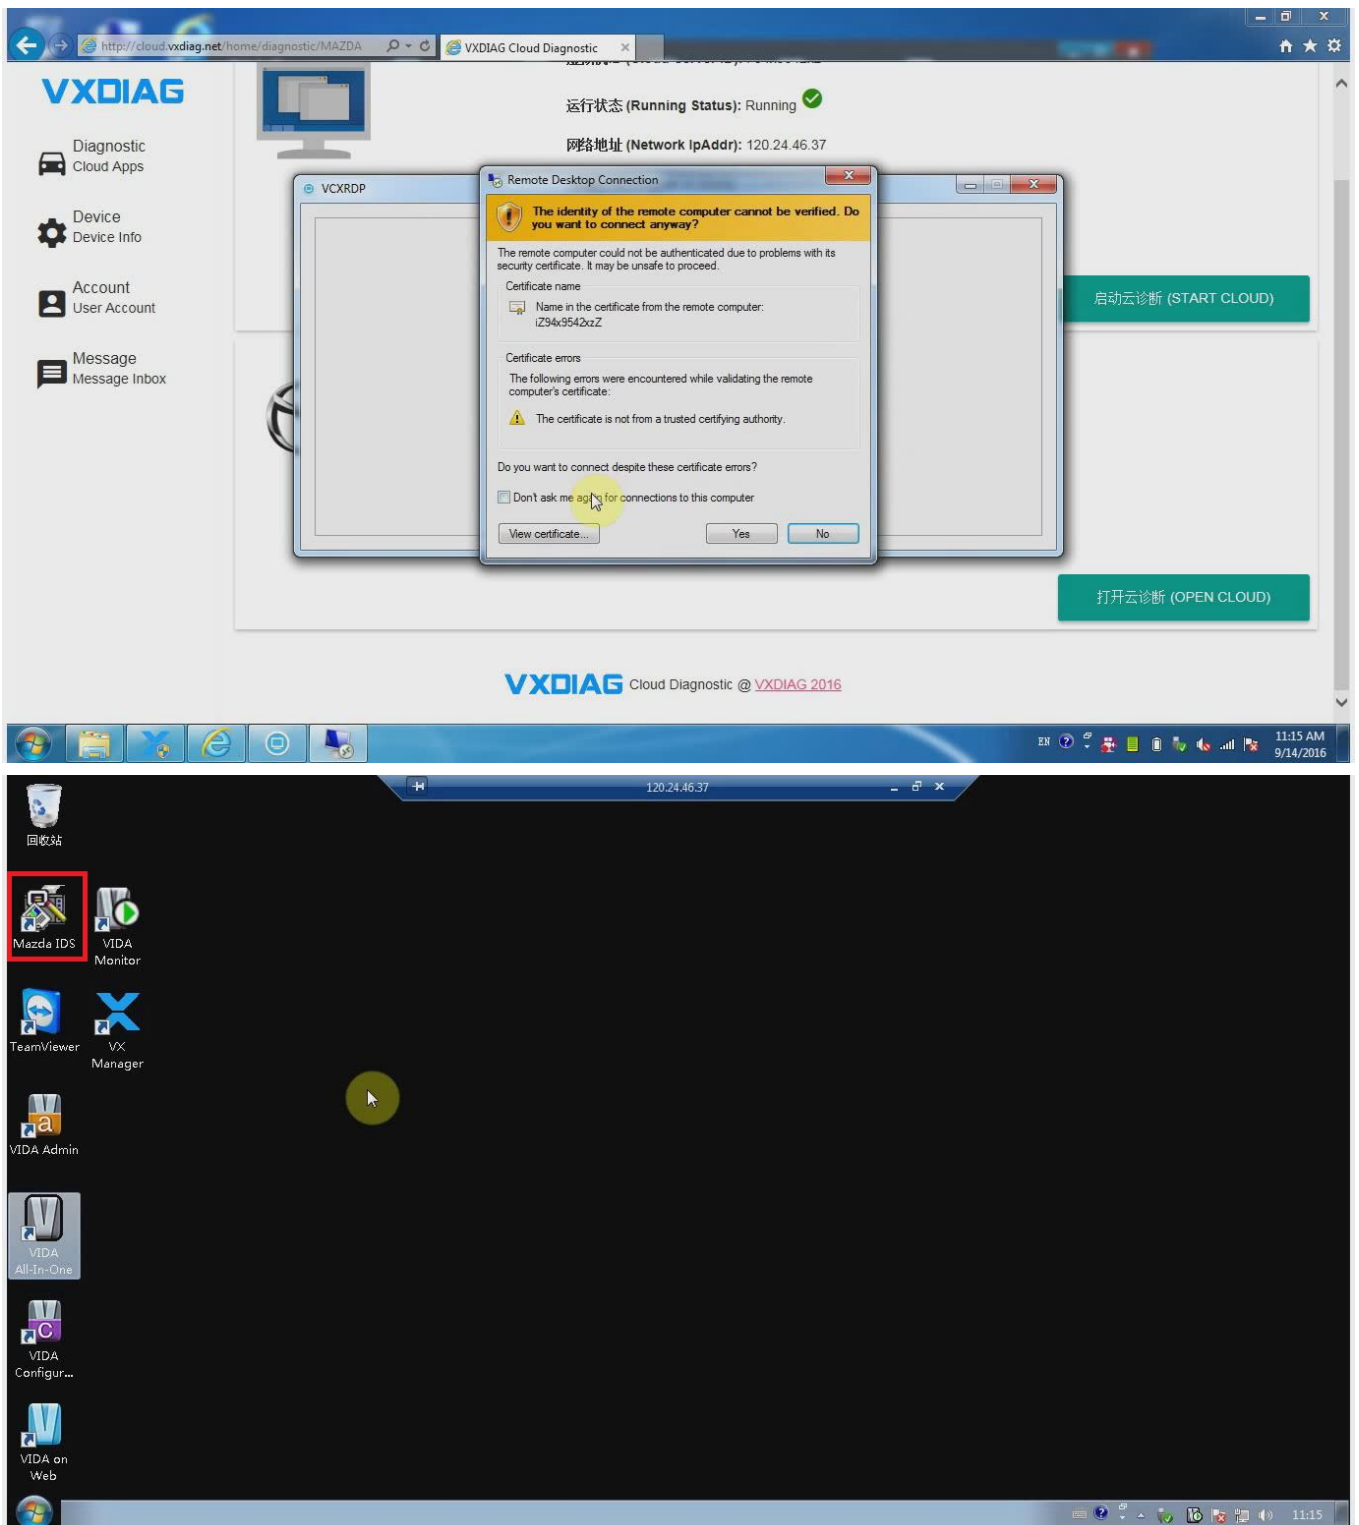 http://cloud.vxdiag.net/home/diagnostic/MAZDA
VXDIAG Cloud Diagnostic
VXDIAG
Diagnostic
Cloud Apps
Device
Device Info
Account
User Account
Message
Message Inbox
运行状态 (Running Status): Running
网络地址 (Network IpAddr): 120.24.46.37
VCXRDP
Remote Desktop Connection
The identity of the remote computer cannot be verified. Do
you want to connect anyway?
The remote computer could not be authenticated due to problems with its
security certificate. It may be unsafe to proceed.
Certificate name
Name in the certificate from the remote computer:
iZ94x9542xzZ
Certificate errors
The following errors were encountered while validating the remote
computer's certificate:
The certificate is not from a trusted certifying authority.
Do you want to connect despite these certificate errors?
Don't ask me again for connections to this computer
View certificate...
Yes
No
启动云诊断 (START CLOUD)
打开云诊断 (OPEN CLOUD)
VXDIAG Cloud Diagnostic @ VXDIAG 2016
EN
11:15 AM
9/14/2016
120.24.46.37
回收站
Mazda IDS
VIDA
Monitor
TeamViewer
VX
Manager
VIDA Admin
VIDA
All-In-One
VIDA
Configur...
VIDA on
Web
11:15